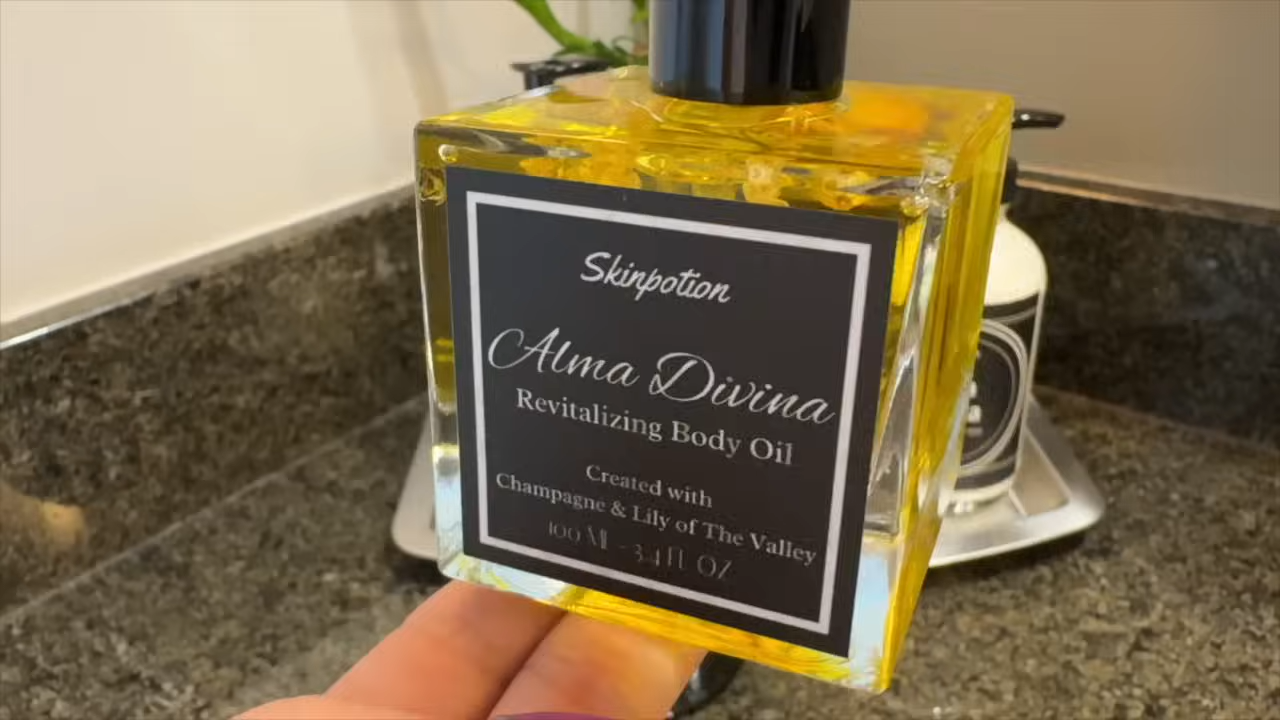 Skinpotion
Alma Divina
Revitalizing Body Oil
Created with
Champagne & Lily of The Valley
100 Ml - 3.4 FL OZ